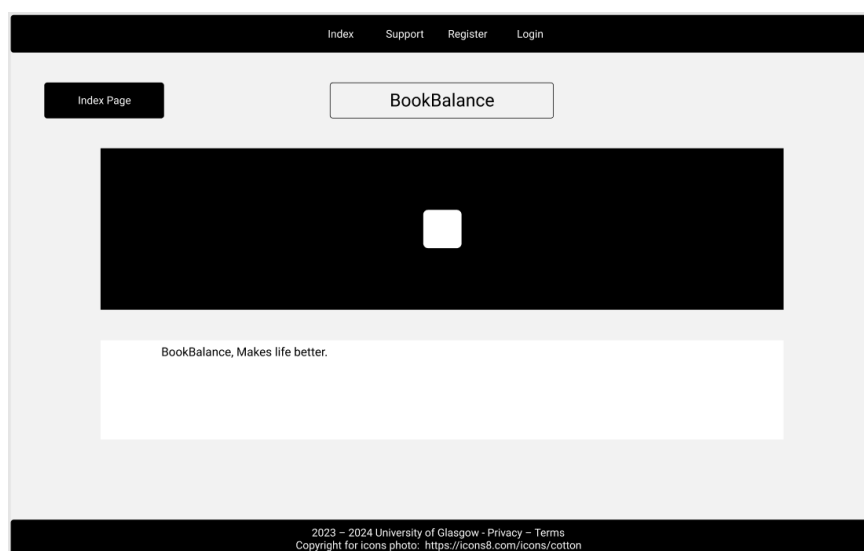 Index Support Register Login
Index Page
BookBalance
BookBalance, Makes life better.
2023 – 2024 University of Glasgow - Privacy – Terms
Copyright for icons photo: https://icons8.com/icons/cotton